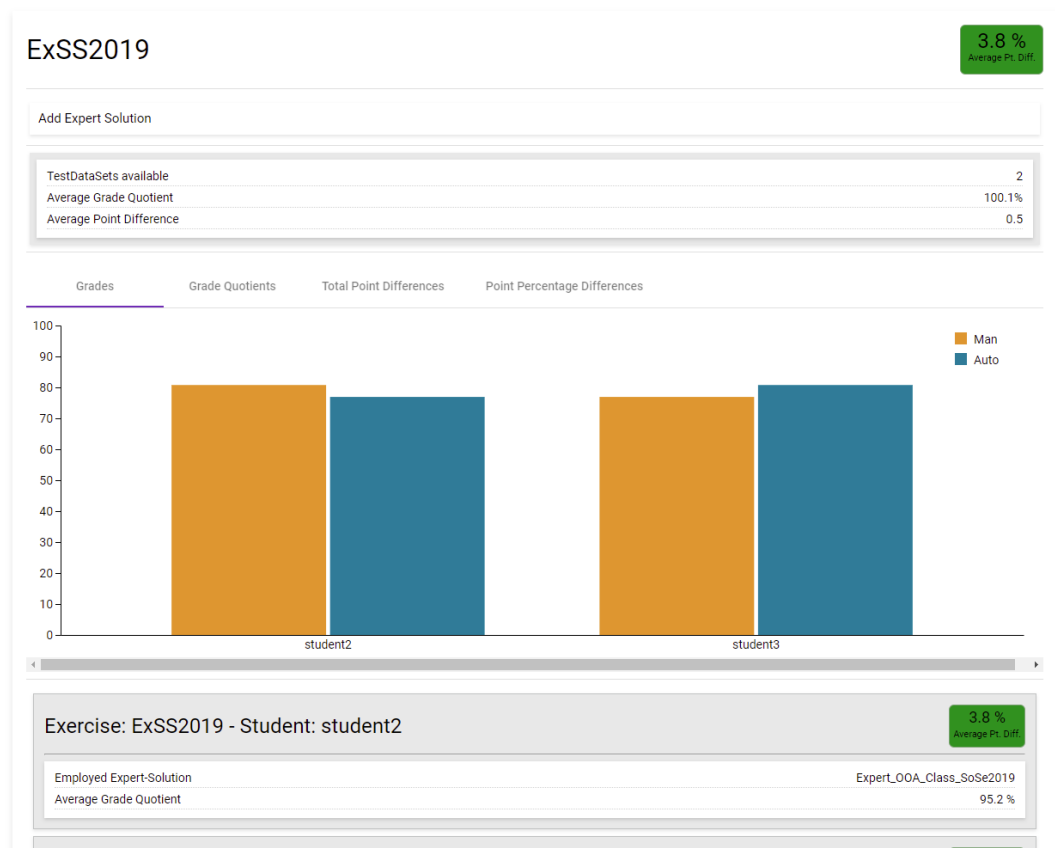 ExSS2019
3.8 %
Average Pt. Diff.
Add Expert Solution
TestDataSets available 2
Average Grade Quotient 100.1%
Average Point Difference 0.5
Grades Grade Quotients Total Point Differences Point Percentage Differences
100
90
80
70
60
50
40
30
20
10
0
Man
Auto
student2 student3
Exercise: ExSS2019 - Student: student2
3.8 %
Average Pt. Diff.
Employed Expert-Solution Expert_OOA_Class_SoSe2019
Average Grade Quotient 95.2 %